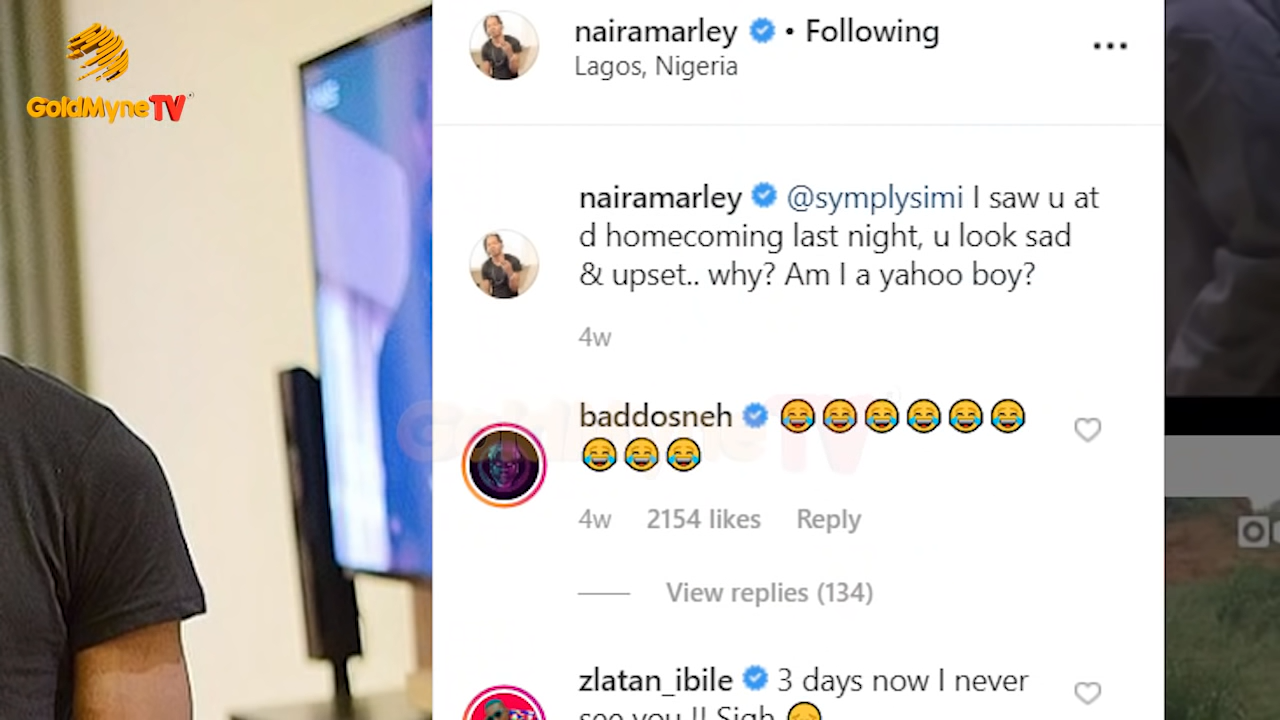 GoldMyneTV
nairamarley • Following
Lagos, Nigeria
nairamarley @symplysimi I saw u at
d homecoming last night, u look sad
& upset.. why? Am I a yahoo boy?
4w
baddosneh 😂😂😂😂😂😂
😂😂😂
4w 2154 likes Reply
GoldMyneTV
View replies (134)
zlatan_ibile 3 days now I never
see you !! Sigh